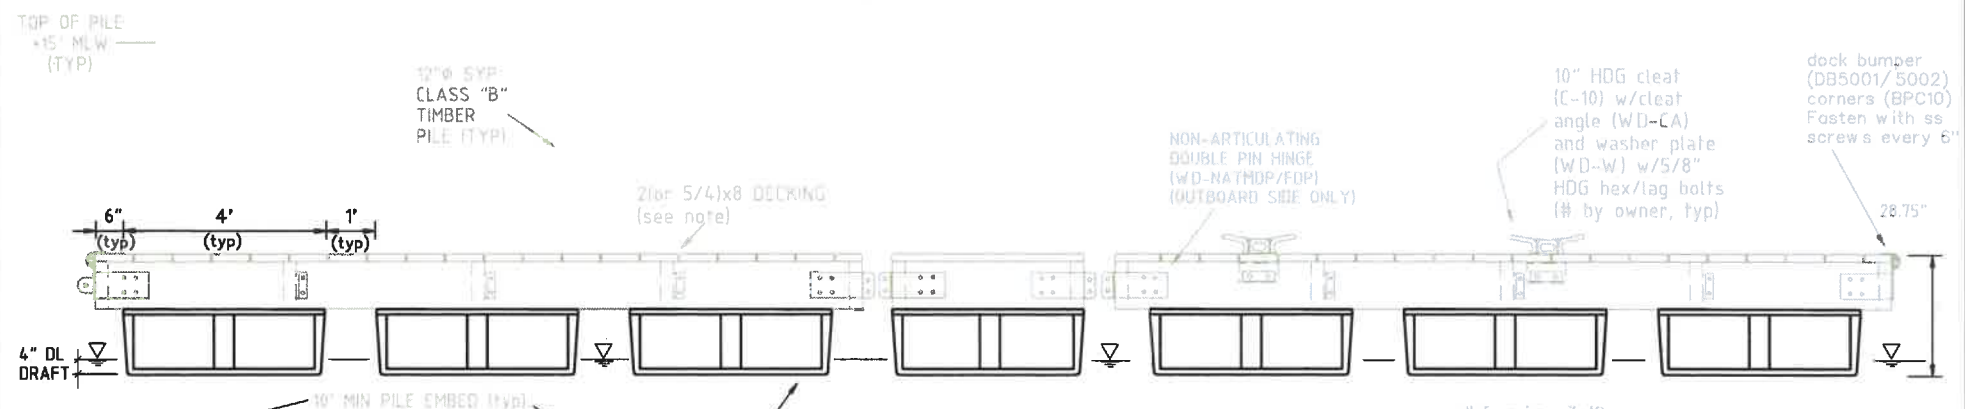 TOP OF PILE
+15' MLW
(TYP)
12"Ø SYP
CLASS "B"
TIMBER
PILE (TYP)
2(or 5/4)x8 DECKING
(see note)
NON-ARTICULATING
DOUBLE PIN HINGE
(WD-NATMDP/FDP)
(OUTBOARD SIDE ONLY)
10" HDG cleat
(C-10) w/cleat
angle (WD-CA)
and washer plate
(WD-W) w/5/8"
HDG hex/lag bolts
(# by owner, typ)
dock bumper
(DB5001/5002)
corners (BPC10)
Fasten with ss
screws every 6"
28.75"
6"
(typ)
4'
(typ)
1'
(typ)
4" DL
DRAFT
10' MIN PILE EMBED (typ)